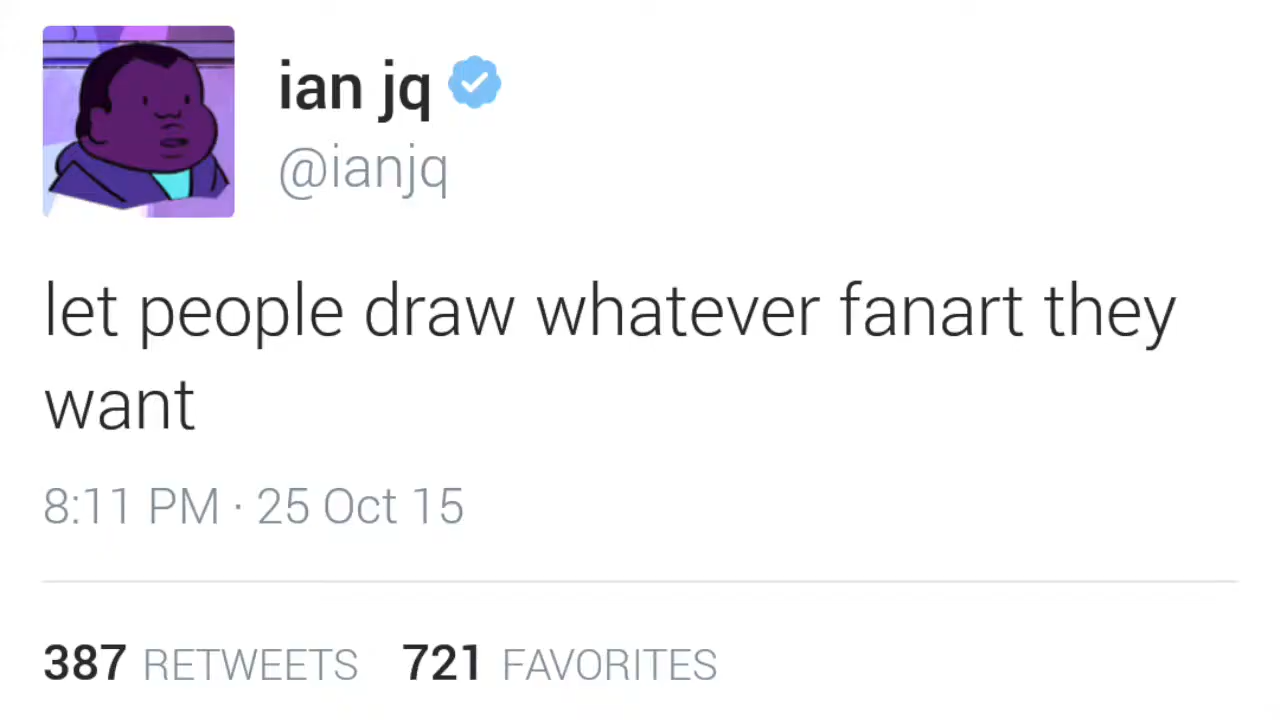 ian jq
@ianjq
let people draw whatever fanart they
want
8:11 PM · 25 Oct 15
387 RETWEETS 721 FAVORITES